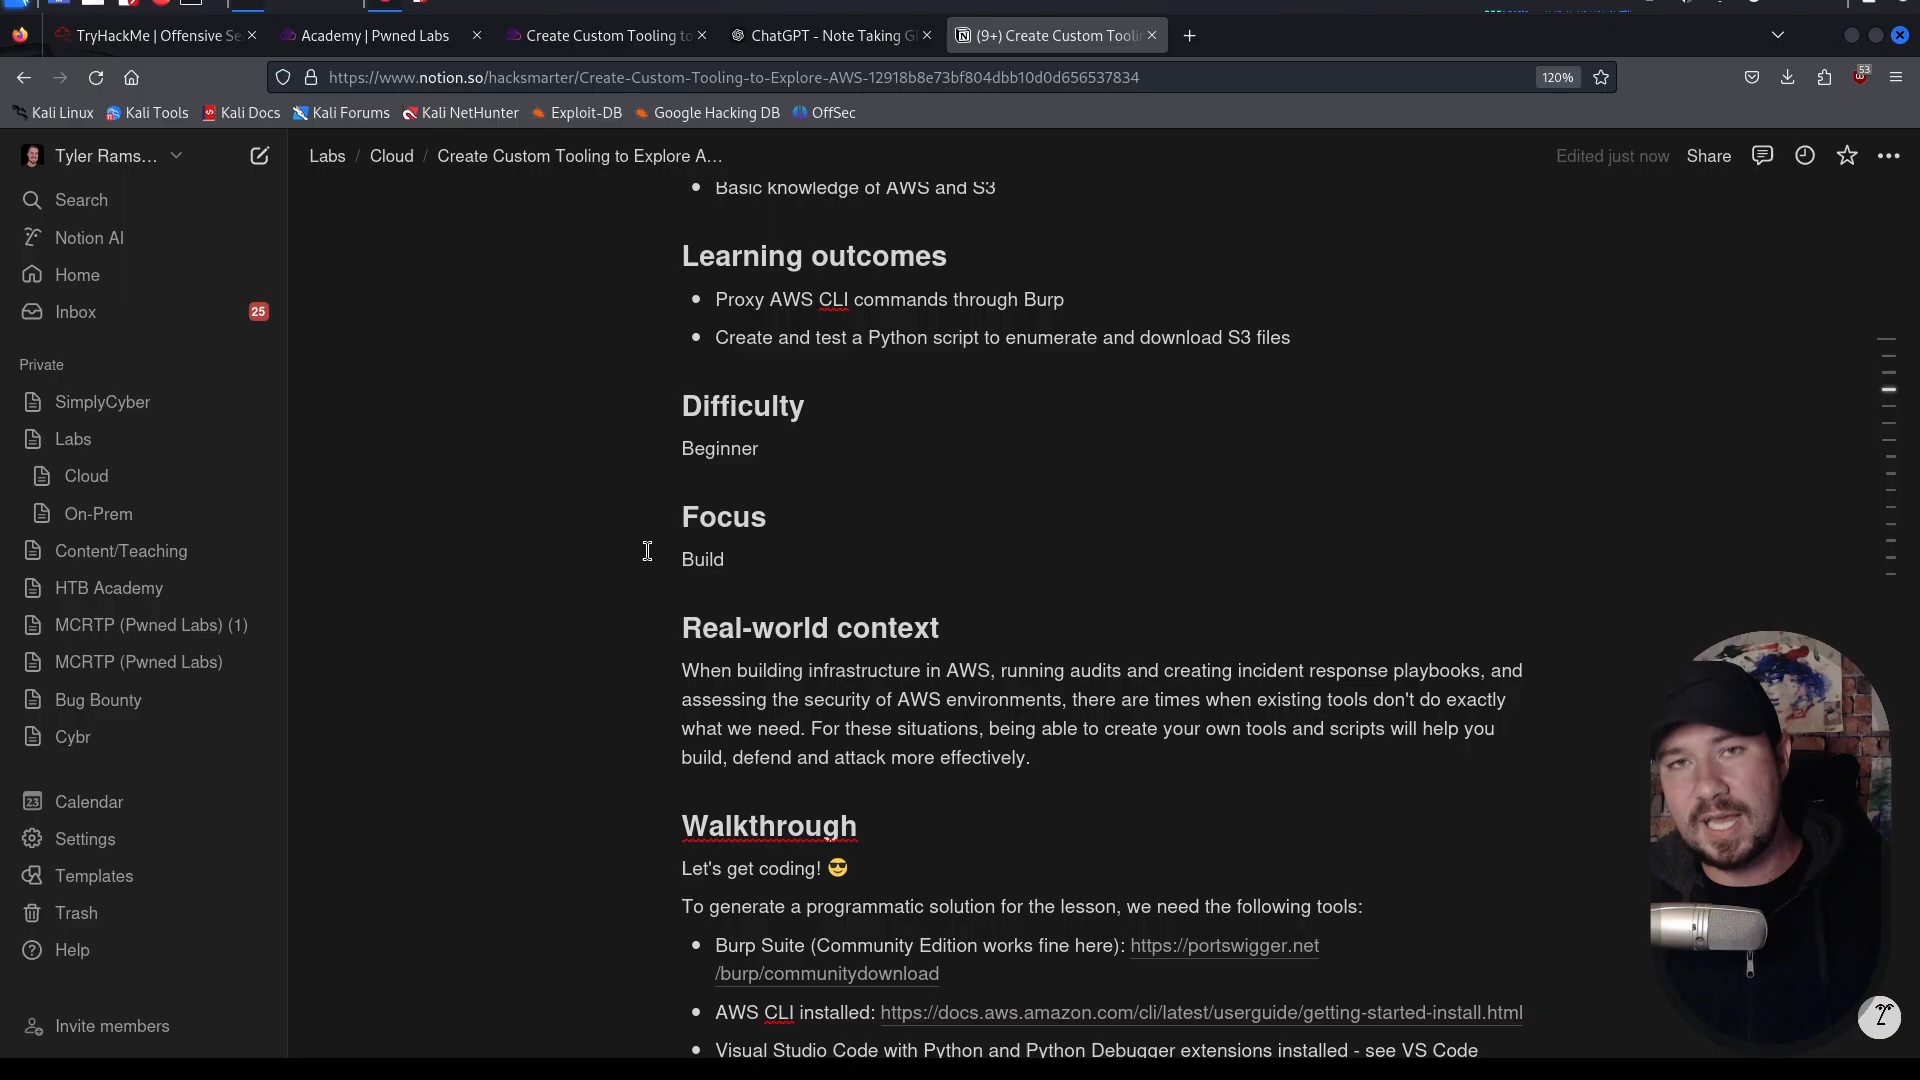 TryHackMe | Offensive Se
Academy | Pwned Labs
Create Custom Tooling to
ChatGPT - Note Taking G
(9+) Create Custom Tooli
https://www.notion.so/hacksmarter/Create-Custom-Tooling-to-Explore-AWS-12918b8e73bf804dbb10d0d656537834
120%
53
Kali Linux
Kali Tools
Kali Docs
Kali Forums
Kali NetHunter
Exploit-DB
Google Hacking DB
OffSec
Tyler Rams...
Search
Notion AI
Home
Inbox
25
Private
SimplyCyber
Labs
Cloud
On-Prem
Content/Teaching
HTB Academy
MCRTP (Pwned Labs) (1)
MCRTP (Pwned Labs)
Bug Bounty
Cybr
23
Calendar
Settings
Templates
Trash
Help
Invite members
Labs / Cloud / Create Custom Tooling to Explore A...
Edited just now
Share
Basic knowledge of AWS and S3
Learning outcomes
Proxy AWS CLI commands through Burp
Create and test a Python script to enumerate and download S3 files
Difficulty
Beginner
Focus
Build
Real-world context
When building infrastructure in AWS, running audits and creating incident response playbooks, and
assessing the security of AWS environments, there are times when existing tools don't do exactly
what we need. For these situations, being able to create your own tools and scripts will help you
build, defend and attack more effectively.
Walkthrough
Let's get coding! 😎
To generate a programmatic solution for the lesson, we need the following tools:
Burp Suite (Community Edition works fine here): https://portswigger.net
/burp/communitydownload
AWS CLI installed: https://docs.aws.amazon.com/cli/latest/userguide/getting-started-install.html
Visual Studio Code with Python and Python Debugger extensions installed - see VS Code